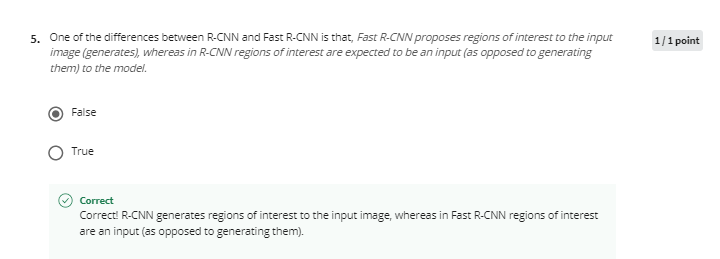 5. One of the differences between R-CNN and Fast R-CNN is that, Fast R-CNN proposes regions of interest to the input
1 / 1 point
image (generates), whereas in R-CNN regions of interest are expected to be an input (as opposed to generating
them) to the model.
False
True
Correct
Correct! R-CNN generates regions of interest to the input image, whereas in Fast R-CNN regions of interest
are an input (as opposed to generating them).